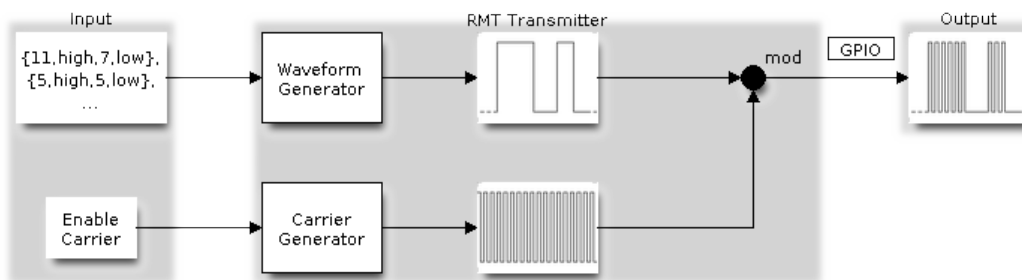 Input
RMT Transmitter
Output
{11,high,7,low},
{5,high,5,low},
...
Waveform
Generator
mod
GPIO
Enable
Carrier
Carrier
Generator